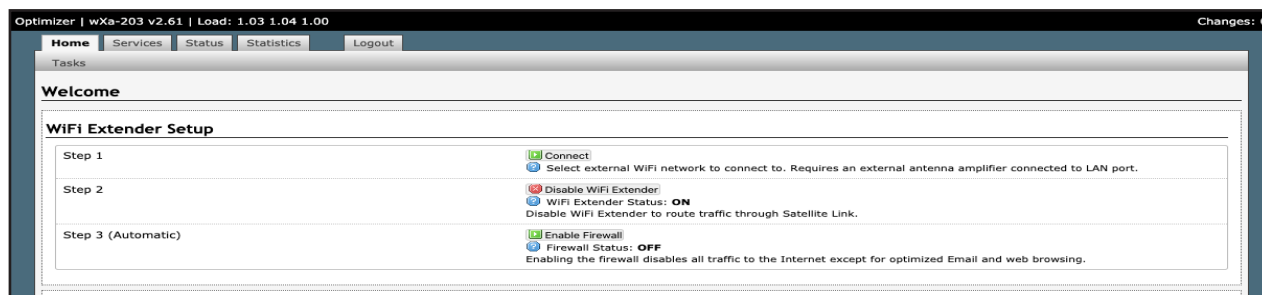 Optimizer | wXa-203 v2.61 | Load: 1.03 1.04 1.00 Changes:
Home Services Status Statistics Logout
Tasks
Welcome
WiFi Extender Setup
Step 1 Connect
Select external WiFi network to connect to. Requires an external antenna amplifier connected to LAN port.
Step 2 Disable WiFi Extender
WiFi Extender Status: ON
Disable WiFi Extender to route traffic through Satellite Link.
Step 3 (Automatic) Enable Firewall
Firewall Status: OFF
Enabling the firewall disables all traffic to the Internet except for optimized Email and web browsing.